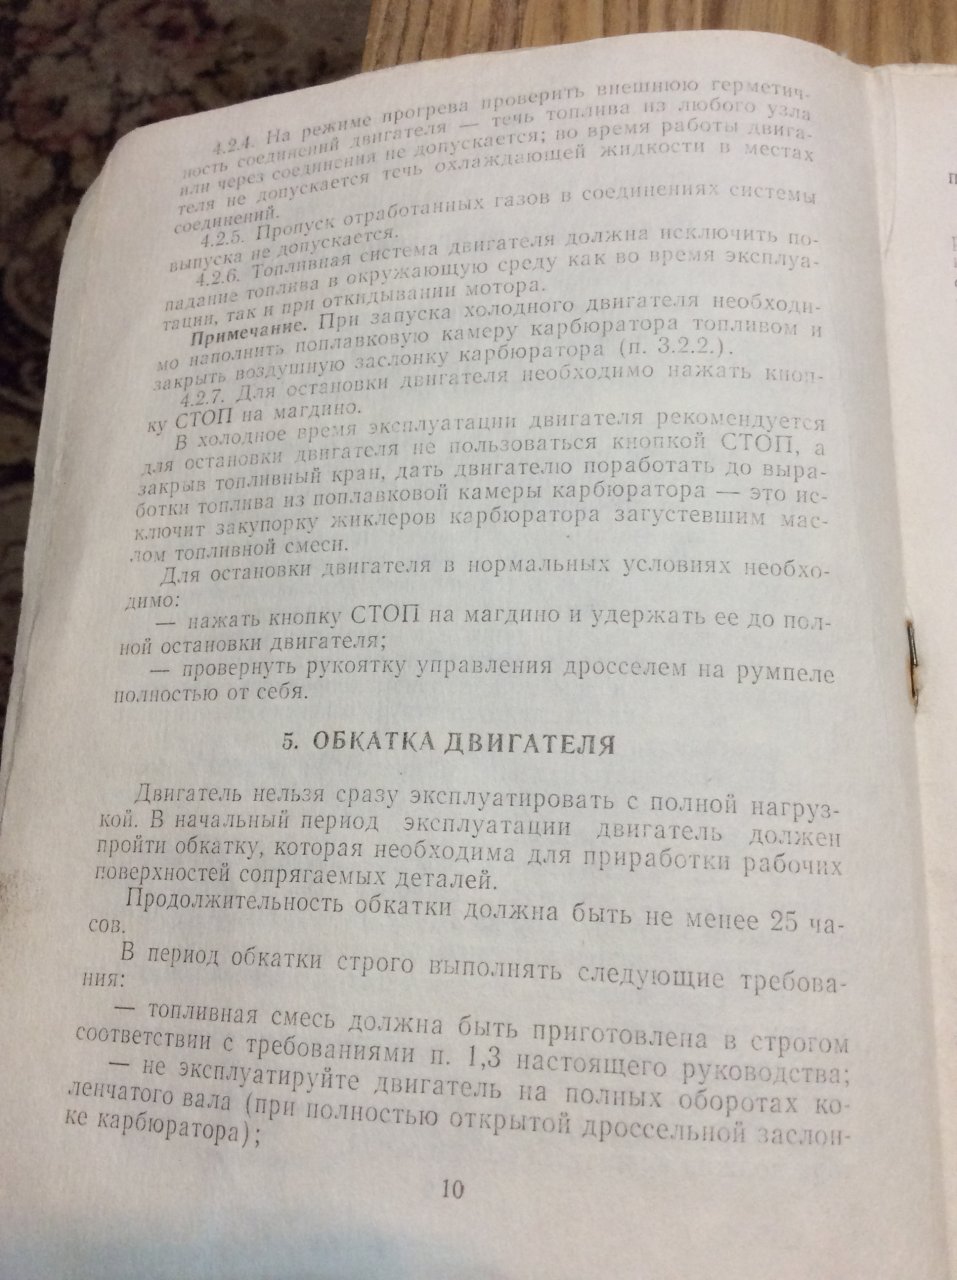 4.2.4. На режиме прогрева проверить внешнюю герметич-
ность соединений двигателя — течь топлива из любого узла
или через соединения не допускается; во время работы двига-
теля не допускается течь охлаждающей жидкости в местах
соединений.
4.2.5. Пропуск отработанных газов в соединениях системы
выпуска не допускается.
4.2.6. Топливная система двигателя должна исключить по-
падание топлива в окружающую среду как во время эксплуа-
тации, так и при откидывании мотора.
Примечание. При запуска холодного двигателя необходи-
мо наполнить поплавковую камеру карбюратора топливом и
закрыть воздушную заслонку карбюратора (п. 3.2.2.).
4.2.7. Для остановки двигателя необходимо нажать кноп-
ку СТОП на магдино.
В холодное время эксплуатации двигателя рекомендуется
для остановки двигателя не пользоваться кнопкой СТОП, а
закрыв топливный кран, дать двигателю поработать до выра-
ботки топлива из поплавковой камеры карбюратора — это ис-
ключит закупорку жиклеров карбюратора загустевшим мас-
лом топливной смеси.
Для остановки двигателя в нормальных условиях необхо-
димо:
— нажать кнопку СТОП на магдино и удержать ее до пол-
ной остановки двигателя;
— провернуть рукоятку управления дросселем на румпеле
полностью от себя.
5. ОБКАТКА ДВИГАТЕЛЯ
Двигатель нельзя сразу эксплуатировать с полной нагруз-
кой. В начальный период эксплуатации двигатель должен
пройти обкатку, которая необходима для приработки рабочих
поверхностей сопрягаемых деталей.
Продолжительность обкатки должна быть не менее 25 ча-
сов.
В период обкатки строго выполнять следующие требова-
ния:
— топливная смесь должна быть приготовлена в строгом
соответствии с требованиями п. 1,3 настоящего руководства;
— не эксплуатируйте двигатель на полных оборотах ко-
ленчатого вала (при полностью открытой дроссельной заслон-
ке карбюратора);
10